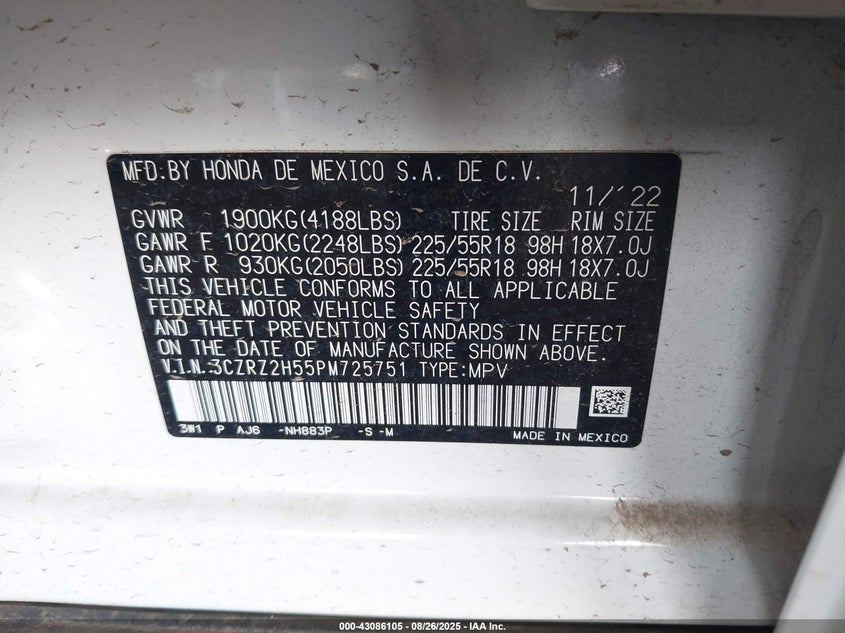 MFD.BY HONDA DE MEXICO S.A. DE C.V.
11/'22
GVWR 1900KG(4188LBS) TIRE SIZE RIM SIZE
GAWR F 1020KG(2248LBS) 225/55R18 98H 18X7.0J
GAWR R 930KG(2050LBS) 225/55R18 98H 18X7.0J
THIS VEHICLE CONFORMS TO ALL APPLICABLE
FEDERAL MOTOR VEHICLE SAFETY
AND THEFT PREVENTION STANDARDS IN EFFECT
ON THE DATE OF MANUFACTURE SHOWN ABOVE.
V.I.N.3CZRZ2H55PM725751 TYPE:MPV
3W1 P AJ6 -NH883P -S -M MADE IN MEXICO
000-43086105 - 08/26/2025 - IAA Inc.